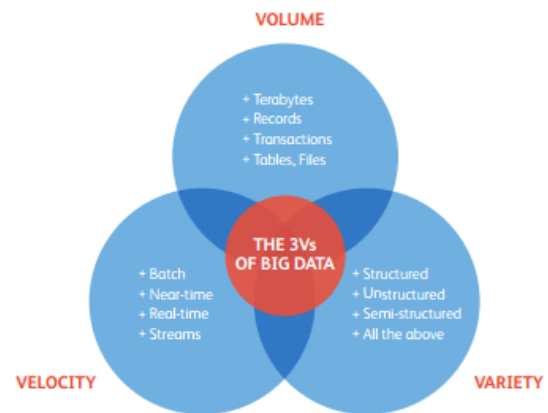 VOLUME
+ Terabytes
+ Records
+ Transactions
+ Tables, Files
THE 3Vs
OF BIG DATA
+ Batch
+ Near-time
+ Real-time
+ Streams
+ Structured
+ Unstructured
+ Semi-structured
+ All the above
VELOCITY
VARIETY